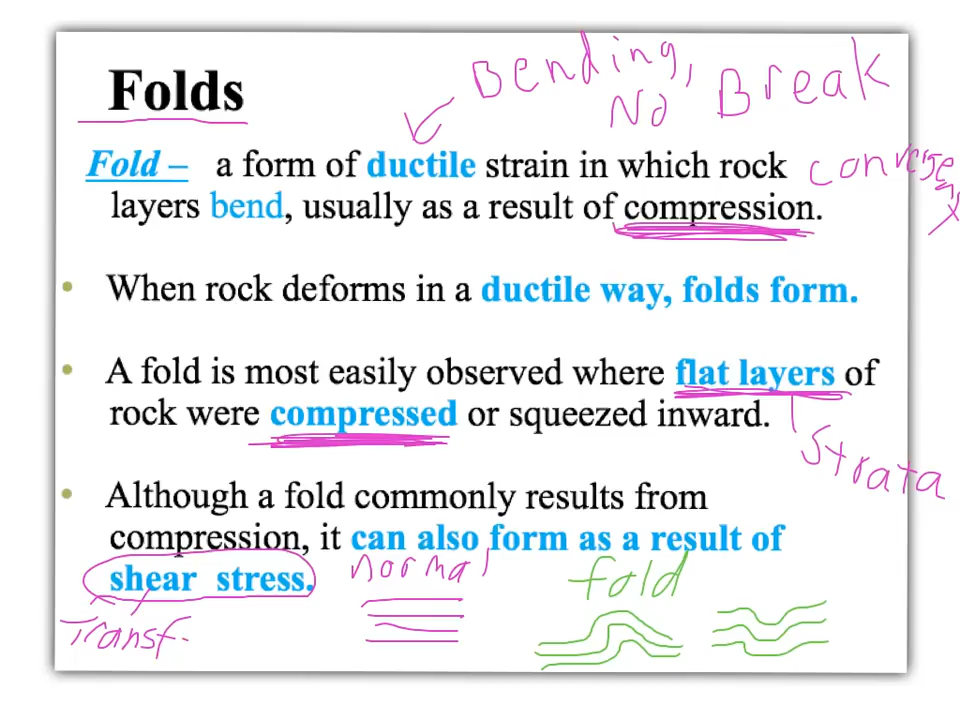 Folds
Bending,
No Break
Fold – a form of ductile strain in which rock
layers bend, usually as a result of compression.
• When rock deforms in a ductile way, folds form.
• A fold is most easily observed where flat layers of
rock were compressed or squeezed inward.
Strata
• Although a fold commonly results from
compression, it can also form as a result of
shear stress.
Transf.
normal
fold